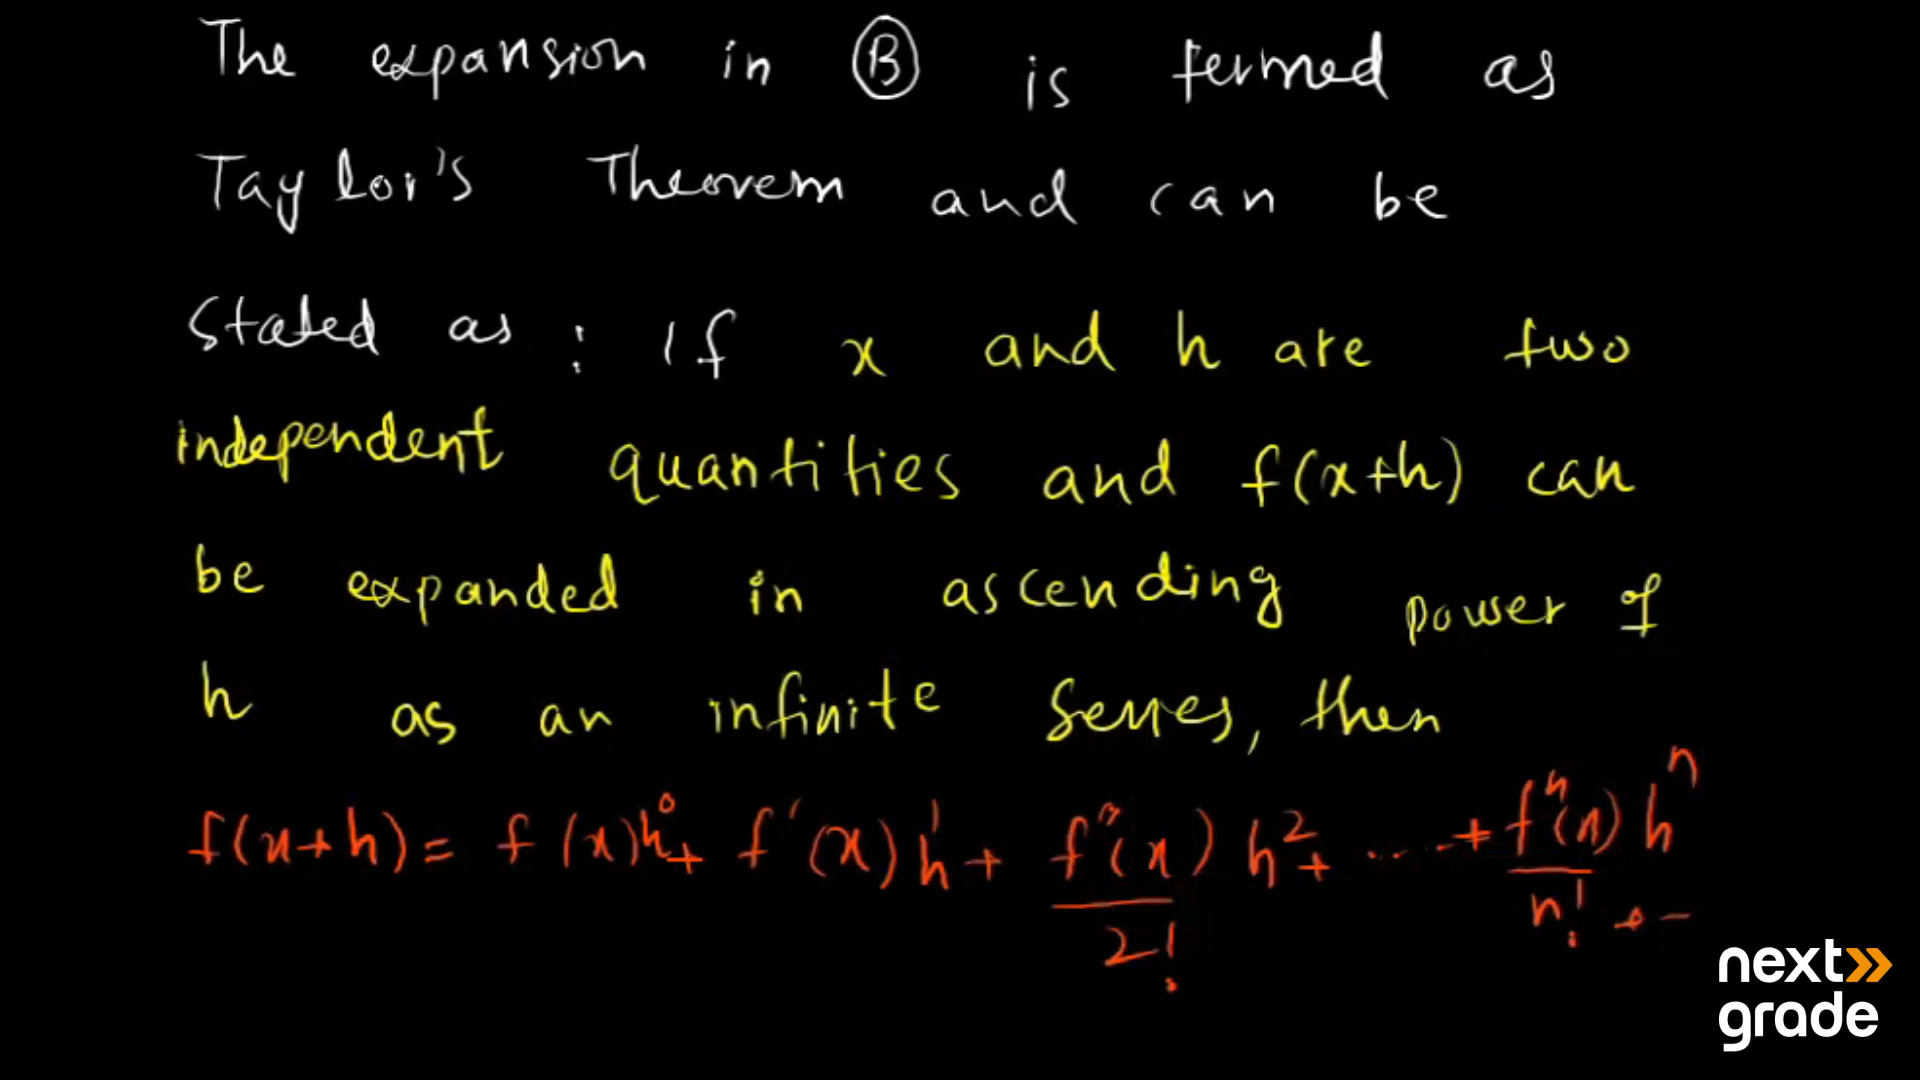 The expansion in Ⓑ is termed as
Taylor's Theorem and can be
Stated as : If x and h are two
independent quantities and f(x+h) can
be expanded in ascending power of
h as an infinite Series, then
f(x+h) = f(x)h⁰ + f'(x)h¹ + f''(x)/2! h² + ..... + fⁿ(x)/n! hⁿ + -
next»
grade